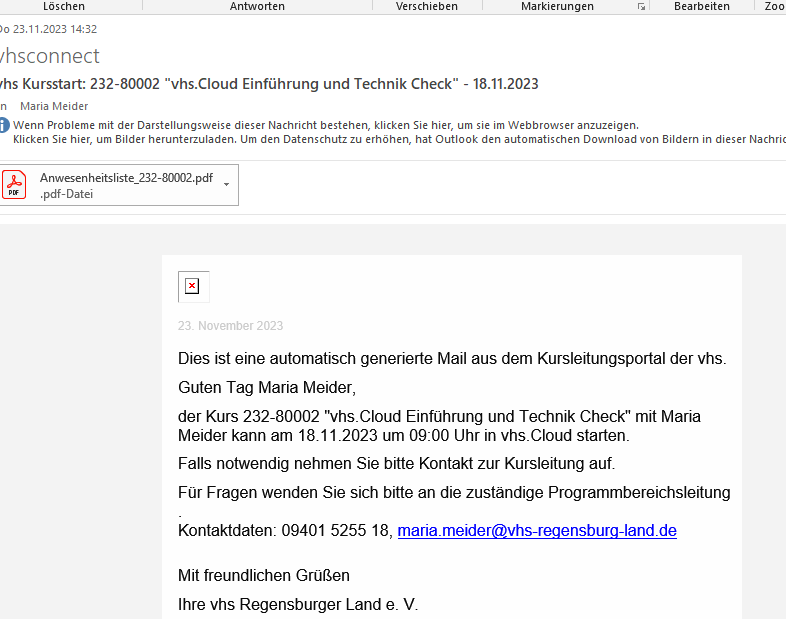 Löschen Antworten Verschieben Markierungen Bearbeiten Zoo
Do 23.11.2023 14:32
vhsconnect
vhs Kursstart: 232-80002 "vhs.Cloud Einführung und Technik Check" - 18.11.2023
n Maria Meider
Wenn Probleme mit der Darstellungsweise dieser Nachricht bestehen, klicken Sie hier, um sie im Webbrowser anzuzeigen.
Klicken Sie hier, um Bilder herunterzuladen. Um den Datenschutz zu erhöhen, hat Outlook den automatischen Download von Bildern in dieser Nachric
PDF
Anwesenheitsliste_232-80002.pdf
.pdf-Datei
23. November 2023
Dies ist eine automatisch generierte Mail aus dem Kursleitungsportal der vhs.
Guten Tag Maria Meider,
der Kurs 232-80002 "vhs.Cloud Einführung und Technik Check" mit Maria
Meider kann am 18.11.2023 um 09:00 Uhr in vhs.Cloud starten.
Falls notwendig nehmen Sie bitte Kontakt zur Kursleitung auf.
Für Fragen wenden Sie sich bitte an die zuständige Programmbereichsleitung
.
Kontaktdaten: 09401 5255 18, maria.meider@vhs-regensburg-land.de
Mit freundlichen Grüßen
Ihre vhs Regensburger Land e. V.